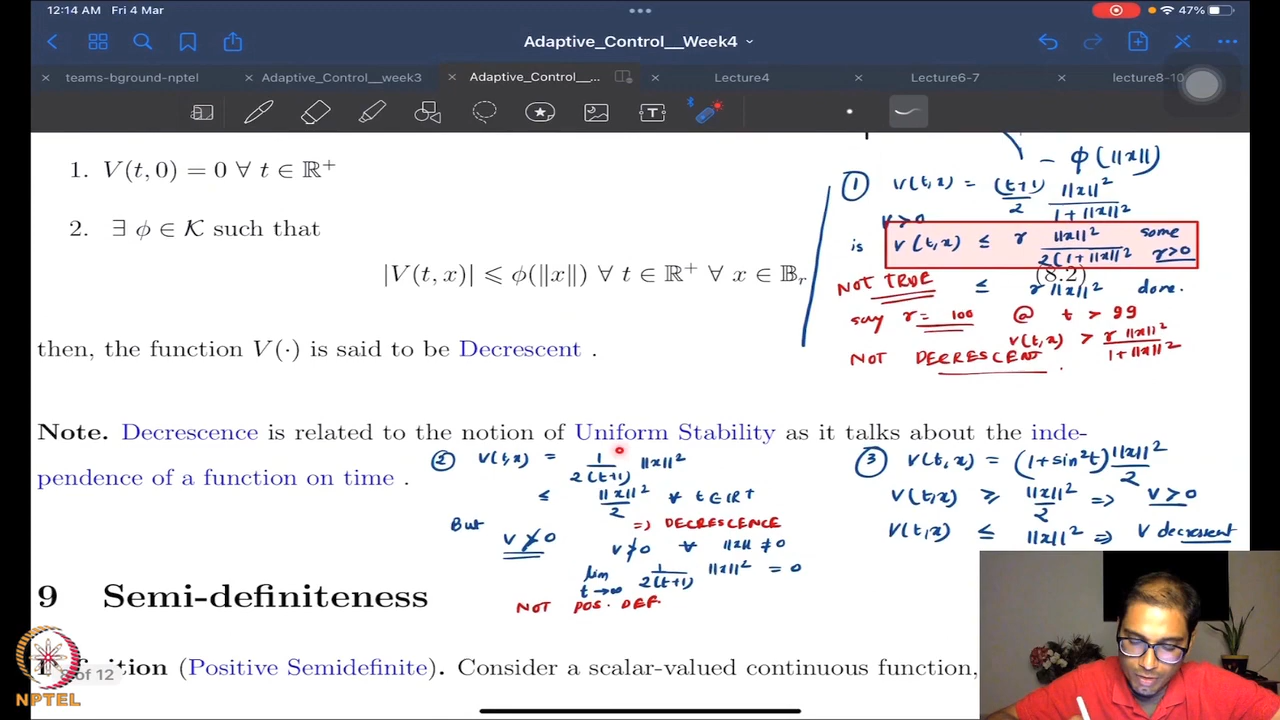 12:14 AM Fri 4 Mar
47%
Adaptive_Control__Week4
teams-bground-nptel
Adaptive_Control__week3
Adaptive_Control__...
Lecture4
Lecture6-7
lecture8-10
1. V(t, 0) = 0 ∀ t ∈ ℝ⁺
2. ∃ φ ∈ 𝒦 such that
|V(t, x)| ⩽ φ(‖x‖) ∀ t ∈ ℝ⁺ ∀ x ∈ 𝔹ᵣ
(8.2)
then, the function V(·) is said to be Decrescent .
Note. Decrescence is related to the notion of Uniform Stability as it talks about the inde-
pendence of a function on time .
– φ(‖x‖)
① V(t,x) = (t+1)/2 ‖x‖²/1+‖x‖²
V > 0
is V(t,x) ≤ r ‖x‖²/2(1+‖x‖² some r>0
NOT TRUE ≤ r‖x‖² done.
say r = 100 @ t > 99
V(t,x) > r‖x‖²/1+‖x‖²
NOT DECRESCENT .
② V(t,x) = 1/2(t+1) ‖x‖²
≤ ‖x‖²/2 ∀ t ∈ ℝ⁺
=> DECRESCENCE
But V ≯ 0
V ≯ 0 ∀ ‖x‖ ≠ 0
lim t→∞ 1/2(t+1) ‖x‖² = 0
NOT POS. DEF.
③ V(t,x) = (1+sin²t) ‖x‖²/2
V(t,x) ≥ ‖x‖²/2 => V > 0
V(t,x) ≤ ‖x‖² => V decrescent
9 Semi-definiteness
(Positive Semidefinite). Consider a scalar-valued continuous function,
of 12
NPTEL